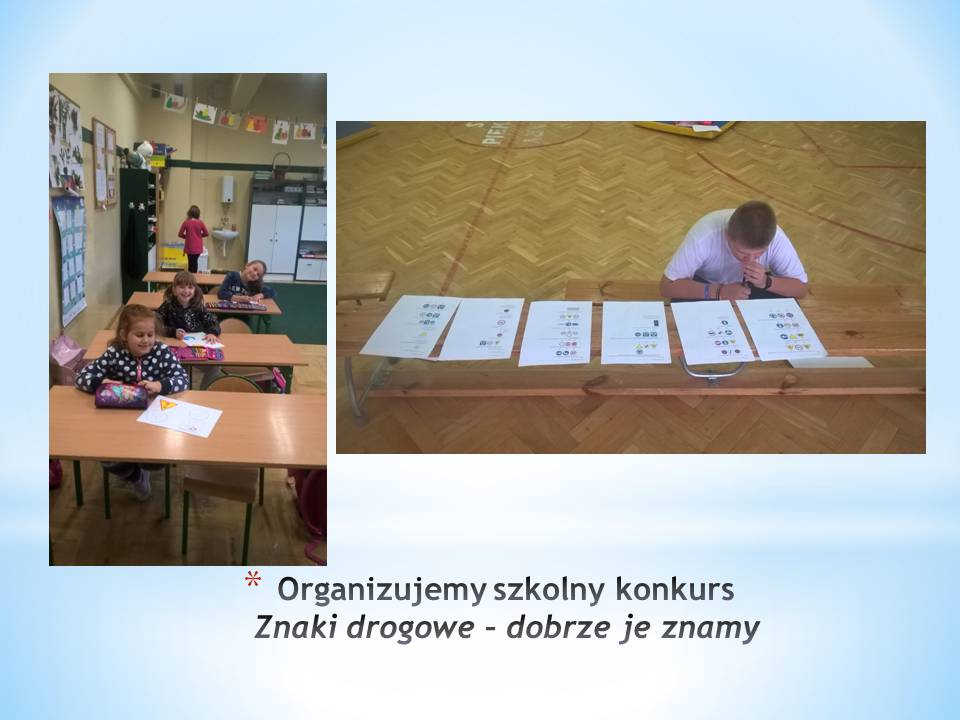 * Organizujemy szkolny konkurs
Znaki drogowe – dobrze je znamy